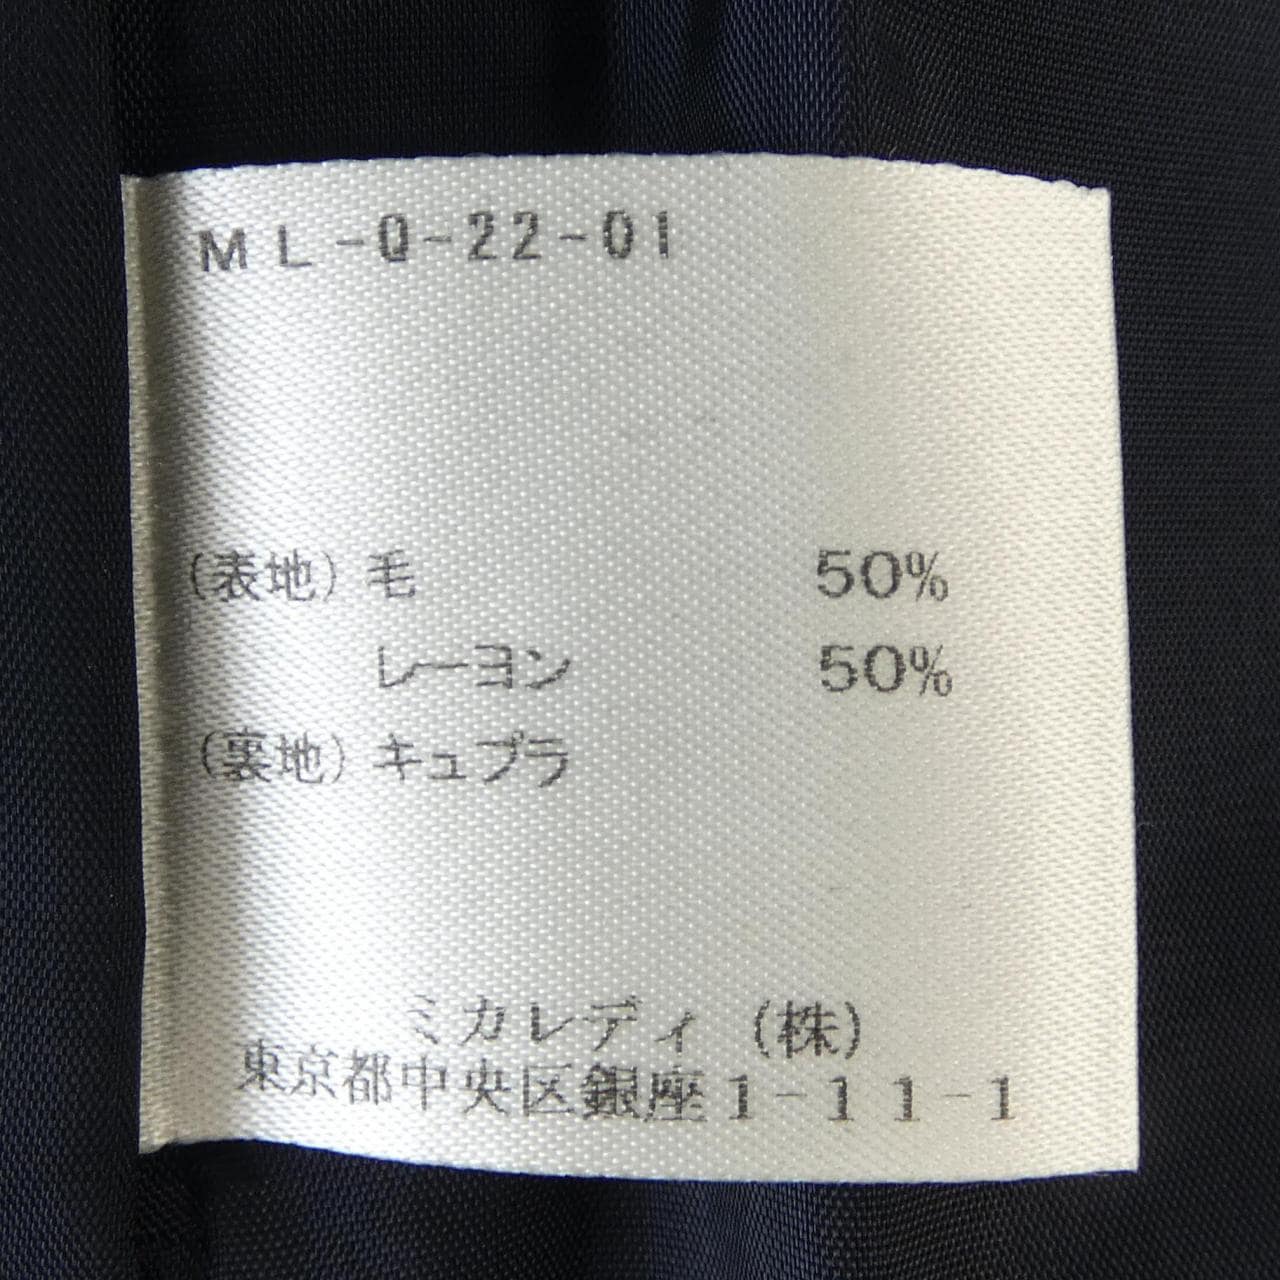 ML-Q-22-01
(表地) 毛 50%
レーヨン 50%
(裏地) キュプラ
ミカレディ (株)
東京都中央区銀座1-11-1